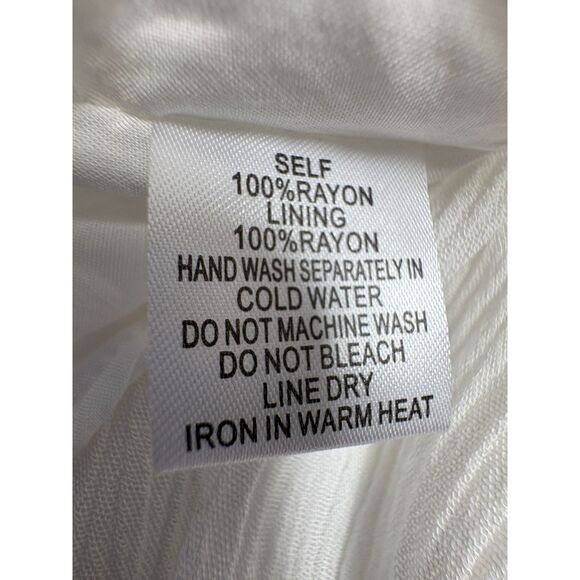 SELF
100%RAYON
LINING
100%RAYON
HAND WASH SEPARATELY IN
COLD WATER
DO NOT MACHINE WASH
DO NOT BLEACH
LINE DRY
IRON IN WARM HEAT